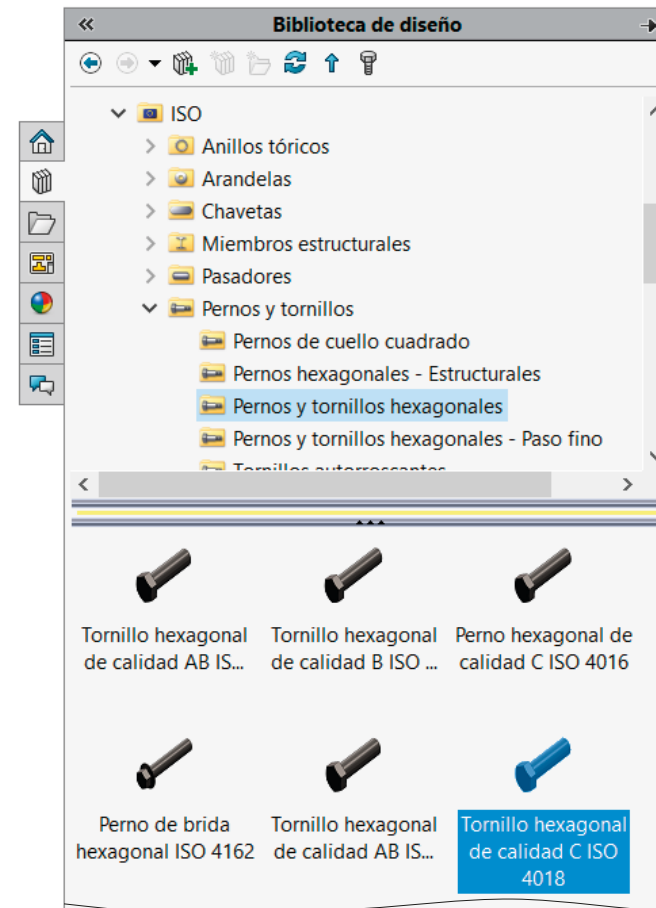 Biblioteca de diseño
ISO
Anillos tóricos
Arandelas
Chavetas
Miembros estructurales
Pasadores
Pernos y tornillos
Pernos de cuello cuadrado
Pernos hexagonales - Estructurales
Pernos y tornillos hexagonales
Pernos y tornillos hexagonales - Paso fino
Tornillos autorroscantes
Tornillo hexagonal
de calidad AB IS...
Tornillo hexagonal
de calidad B ISO ...
Perno hexagonal de
calidad C ISO 4016
Perno de brida
hexagonal ISO 4162
Tornillo hexagonal
de calidad AB IS...
Tornillo hexagonal
de calidad C ISO
4018